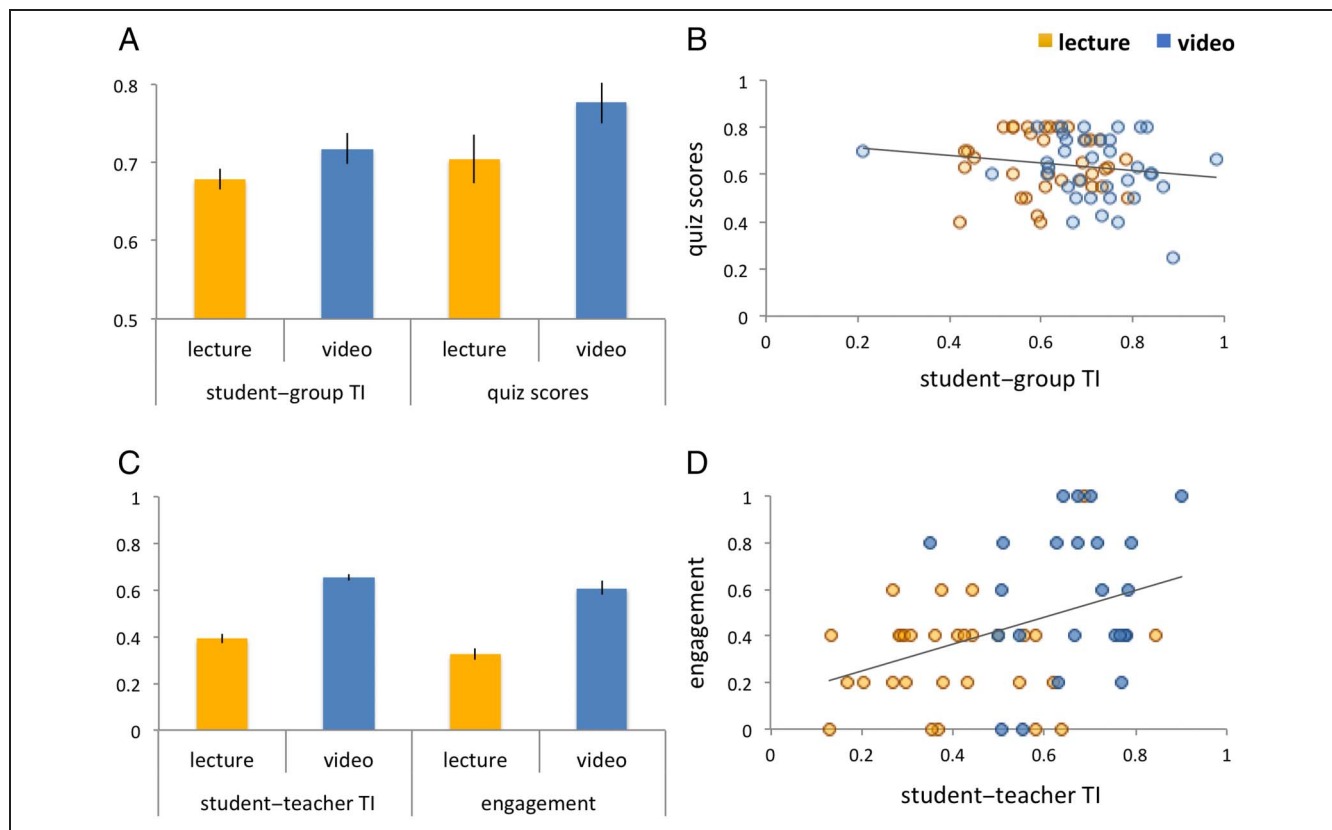 A
0.8
0.7
0.6
0.5
lecture video lecture video
student–group TI quiz scores
B
lecture video
1
0.8
0.6
0.4
0.2
0
quiz scores
0 0.2 0.4 0.6 0.8 1
student–group TI
C
1
0.8
0.6
0.4
0.2
0
lecture video lecture video
student–teacher TI engagement
D
1
0.8
0.6
0.4
0.2
0
engagement
0 0.2 0.4 0.6 0.8 1
student–teacher TI